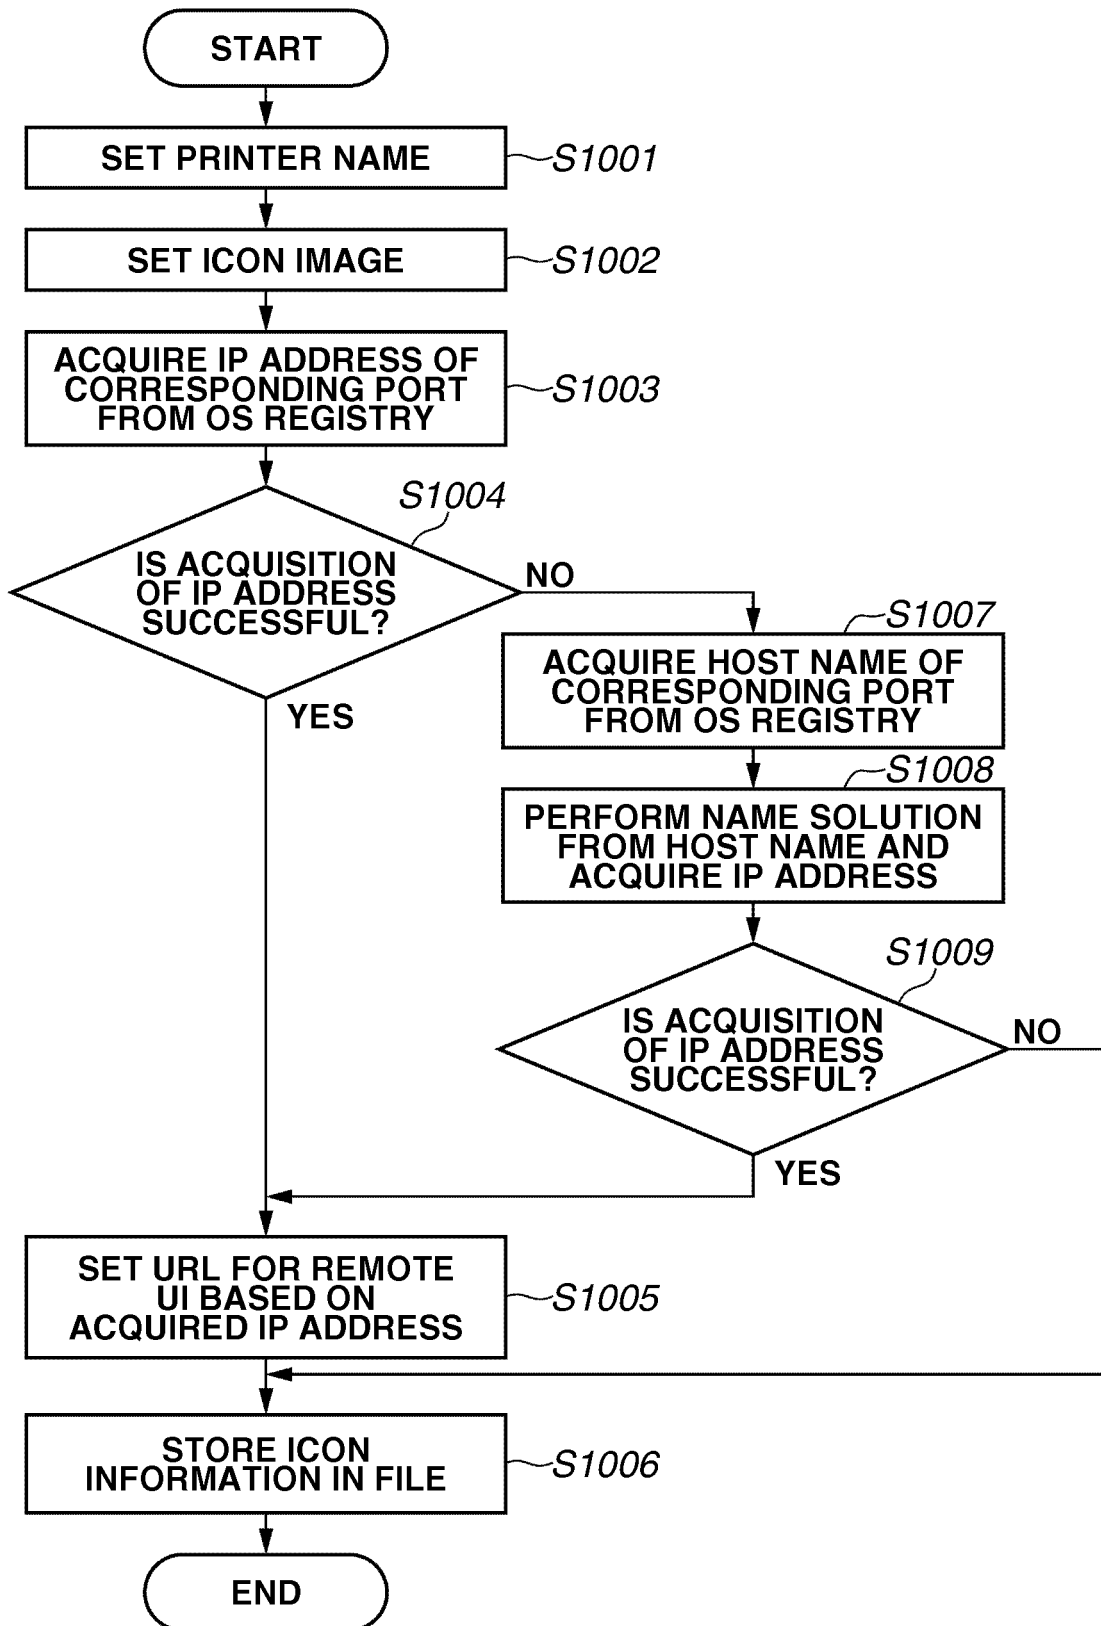 START
SET PRINTER NAME
S1001
SET ICON IMAGE
S1002
ACQUIRE IP ADDRESS OF
CORRESPONDING PORT
FROM OS REGISTRY
S1003
S1004
IS ACQUISITION
OF IP ADDRESS
SUCCESSFUL?
NO
YES
S1007
ACQUIRE HOST NAME OF
CORRESPONDING PORT
FROM OS REGISTRY
S1008
PERFORM NAME SOLUTION
FROM HOST NAME AND
ACQUIRE IP ADDRESS
S1009
IS ACQUISITION
OF IP ADDRESS
SUCCESSFUL?
NO
YES
SET URL FOR REMOTE
UI BASED ON
ACQUIRED IP ADDRESS
S1005
STORE ICON
INFORMATION IN FILE
S1006
END